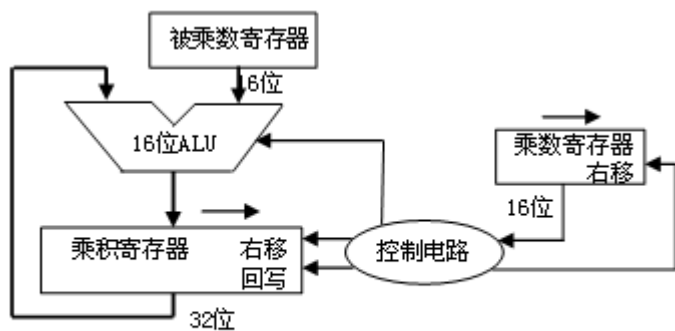 被乘数寄存器
16位
16位ALU
乘数寄存器
右移
16位
乘积寄存器 右移
回写
控制电路
32位